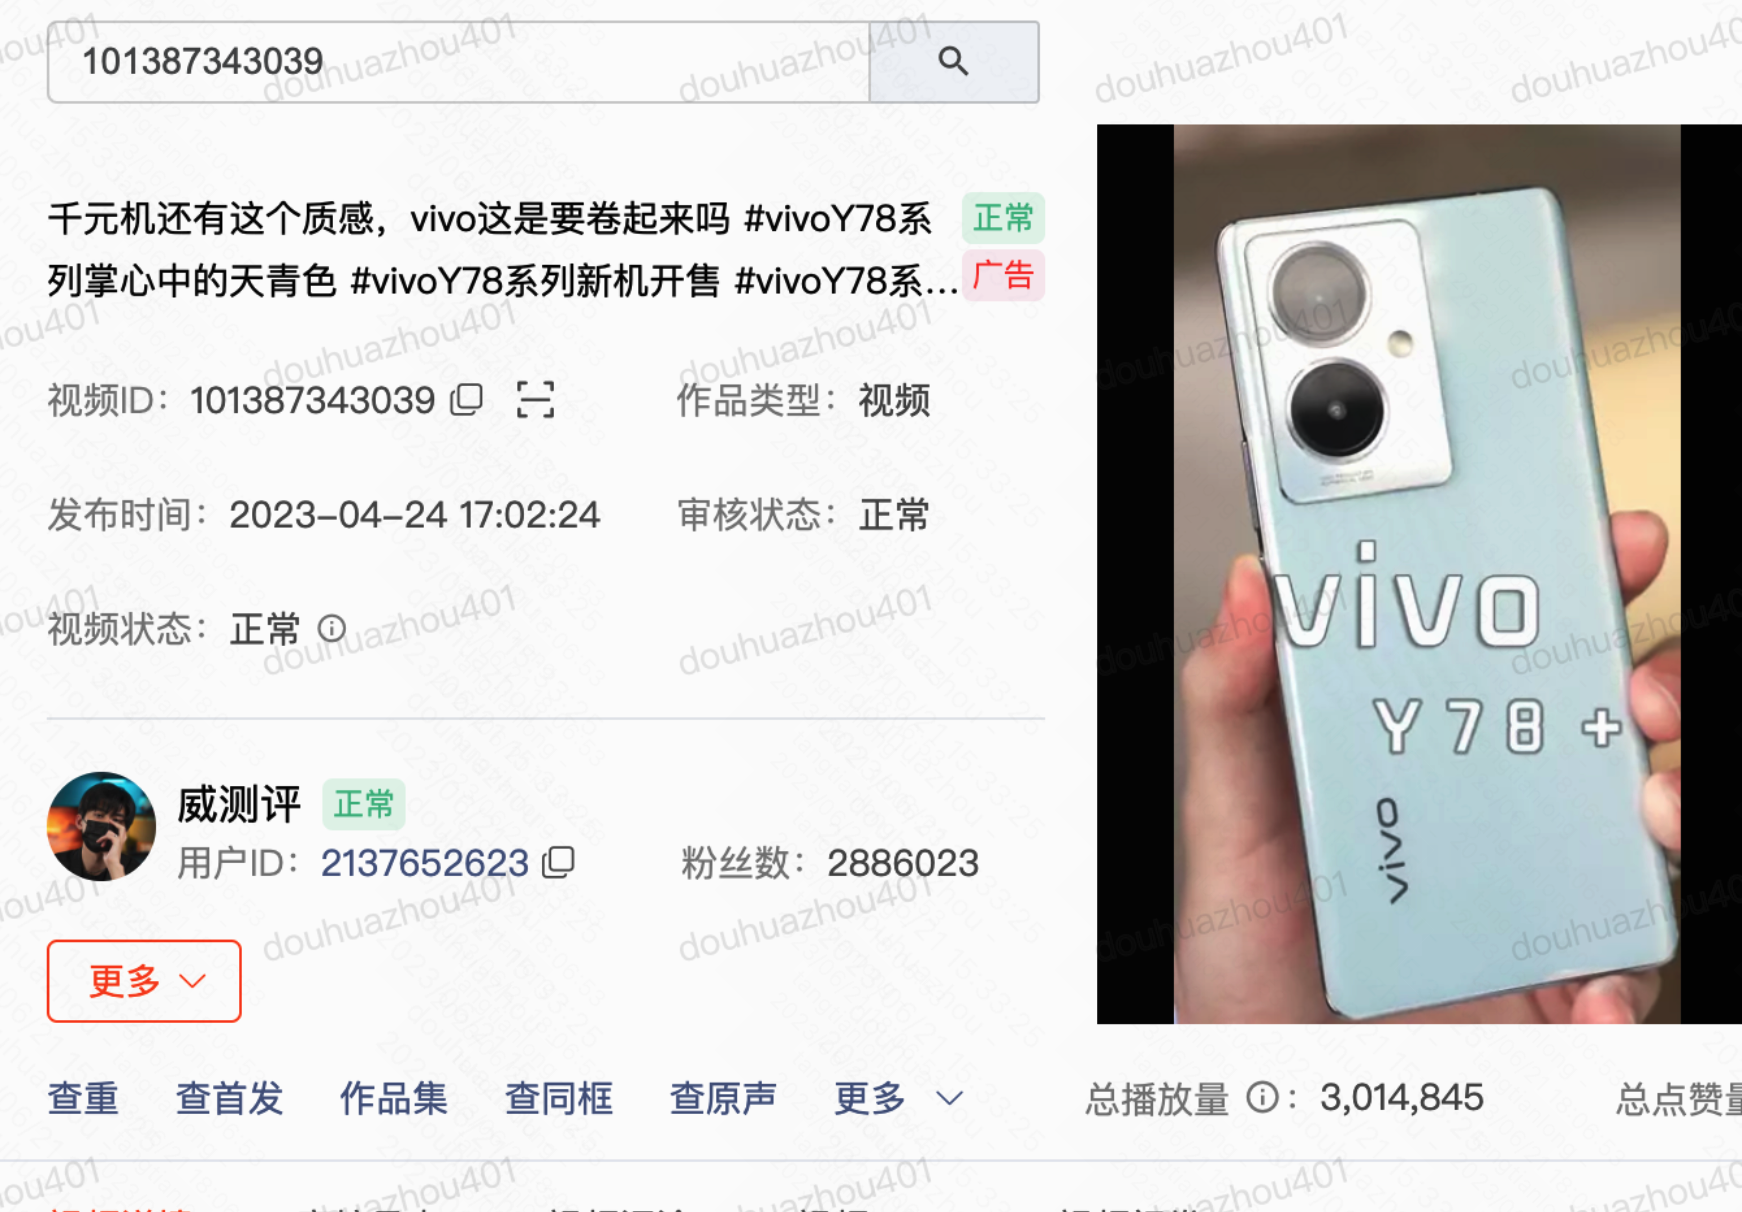 101387343039
千元机还有这个质感，vivo这是要卷起来吗 #vivoY78系
正常
列掌心中的天青色 #vivoY78系列新机开售 #vivoY78系...
广告
视频ID： 101387343039
作品类型： 视频
发布时间： 2023-04-24 17:02:24
审核状态： 正常
视频状态： 正常
vivo
Y78+
vivo
威测评 正常
用户ID： 2137652623
粉丝数： 2886023
更多
查重 查首发 作品集 查同框 查原声 更多
总播放量： 3,014,845
总点赞量
douhuazhou401